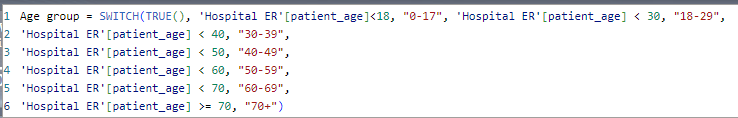 1 Age group = SWITCH(TRUE(), 'Hospital ER'[patient_age]<18, "0-17", 'Hospital ER'[patient_age] < 30, "18-29",
2 'Hospital ER'[patient_age] < 40, "30-39",
3 'Hospital ER'[patient_age] < 50, "40-49",
4 'Hospital ER'[patient_age] < 60, "50-59",
5 'Hospital ER'[patient_age] < 70, "60-69",
6 'Hospital ER'[patient_age] >= 70, "70+")